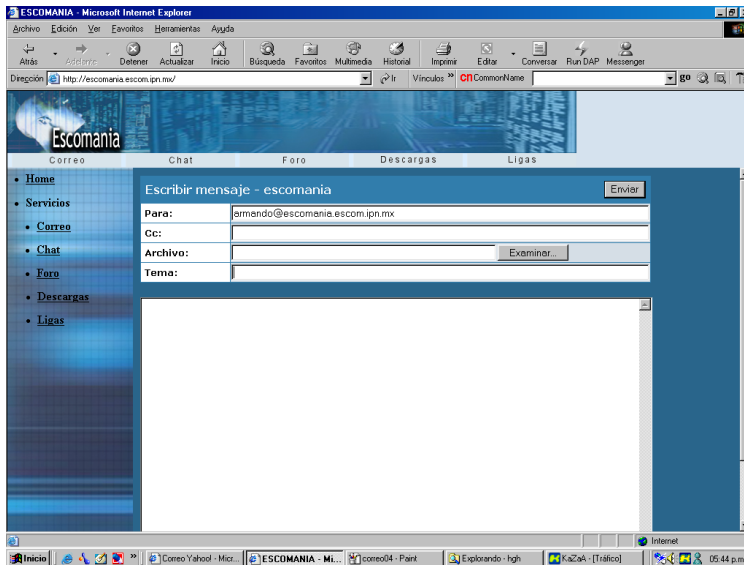 ESCOMANIA - Microsoft Internet Explorer
Archivo Edición Ver Favoritos Herramientas Ayuda
Atrás Adelante Detener Actualizar Inicio Búsqueda Favoritos Multimedia Historial Imprimir Editar Conversar Run DAP Messenger
Dirección http://escomania.escom.ipn.mx/ Ir Vínculos » cn CommonName go
Escomania
Correo Chat Foro Descargas Ligas
Home
Servicios
Correo
Chat
Foro
Descargas
Ligas
Escribir mensaje - escomania Enviar
Para: armando@escomania.escom.ipn.mx
Cc:
Archivo: Examinar...
Tema:
Internet
Inicio » Correo Yahoo! - Micr... ESCOMANIA - Mi... correo04 - Paint Explorando - hgh KaZaA - [Tráfico] 05:44 p.m.